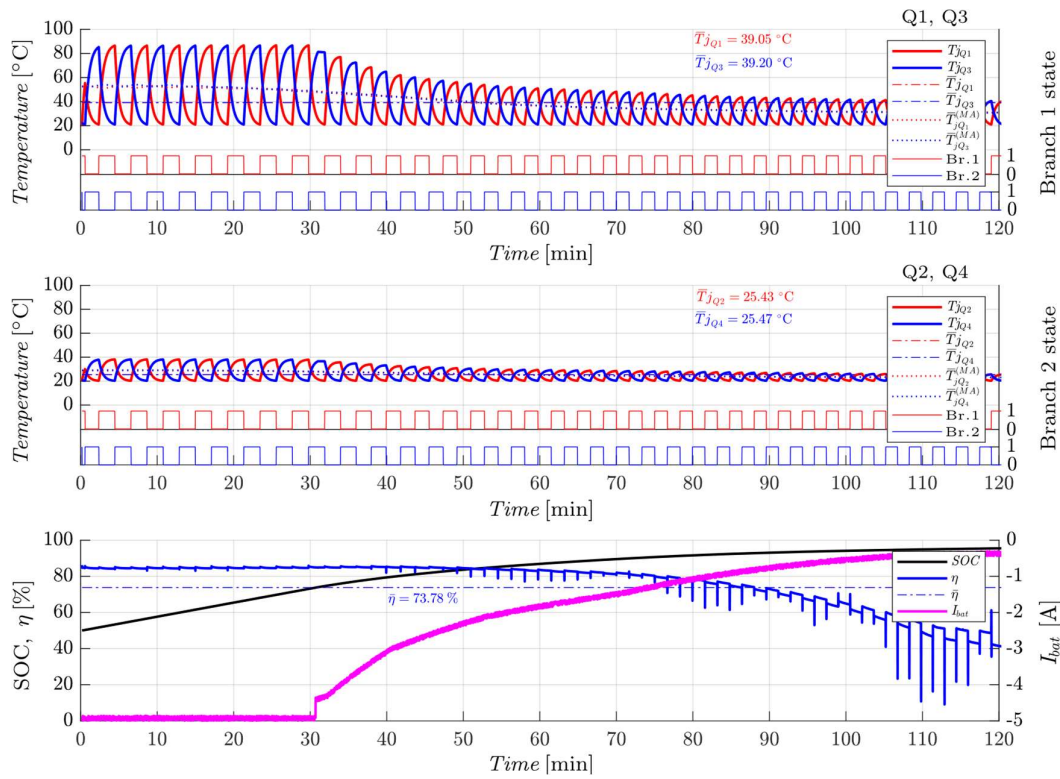 Q1, Q3
T̅jQ1 = 39.05 °C
T̅jQ3 = 39.20 °C
Temperature [°C]
100
80
60
40
20
0
TjQ1
TjQ3
T̅jQ1
T̅jQ3
T̅jQ1(MA)
T̅jQ3(MA)
Br.1
Br.2
1
0
1
0
Branch 1 state
0 10 20 30 40 50 60 70 80 90 100 110 120
Time [min]
Q2, Q4
T̅jQ2 = 25.43 °C
T̅jQ4 = 25.47 °C
Temperature [°C]
100
80
60
40
20
0
TjQ2
TjQ4
T̅jQ2
T̅jQ4
T̅jQ2(MA)
T̅jQ4(MA)
Br.1
Br.2
1
0
1
0
Branch 2 state
0 10 20 30 40 50 60 70 80 90 100 110 120
Time [min]
SOC, η [%]
100
80
60
40
20
0
η̅ = 73.78 %
SOC
η
η̅
Ibat
0
-1
-2
-3
-4
-5
Ibat [A]
0 10 20 30 40 50 60 70 80 90 100 110 120
Time [min]